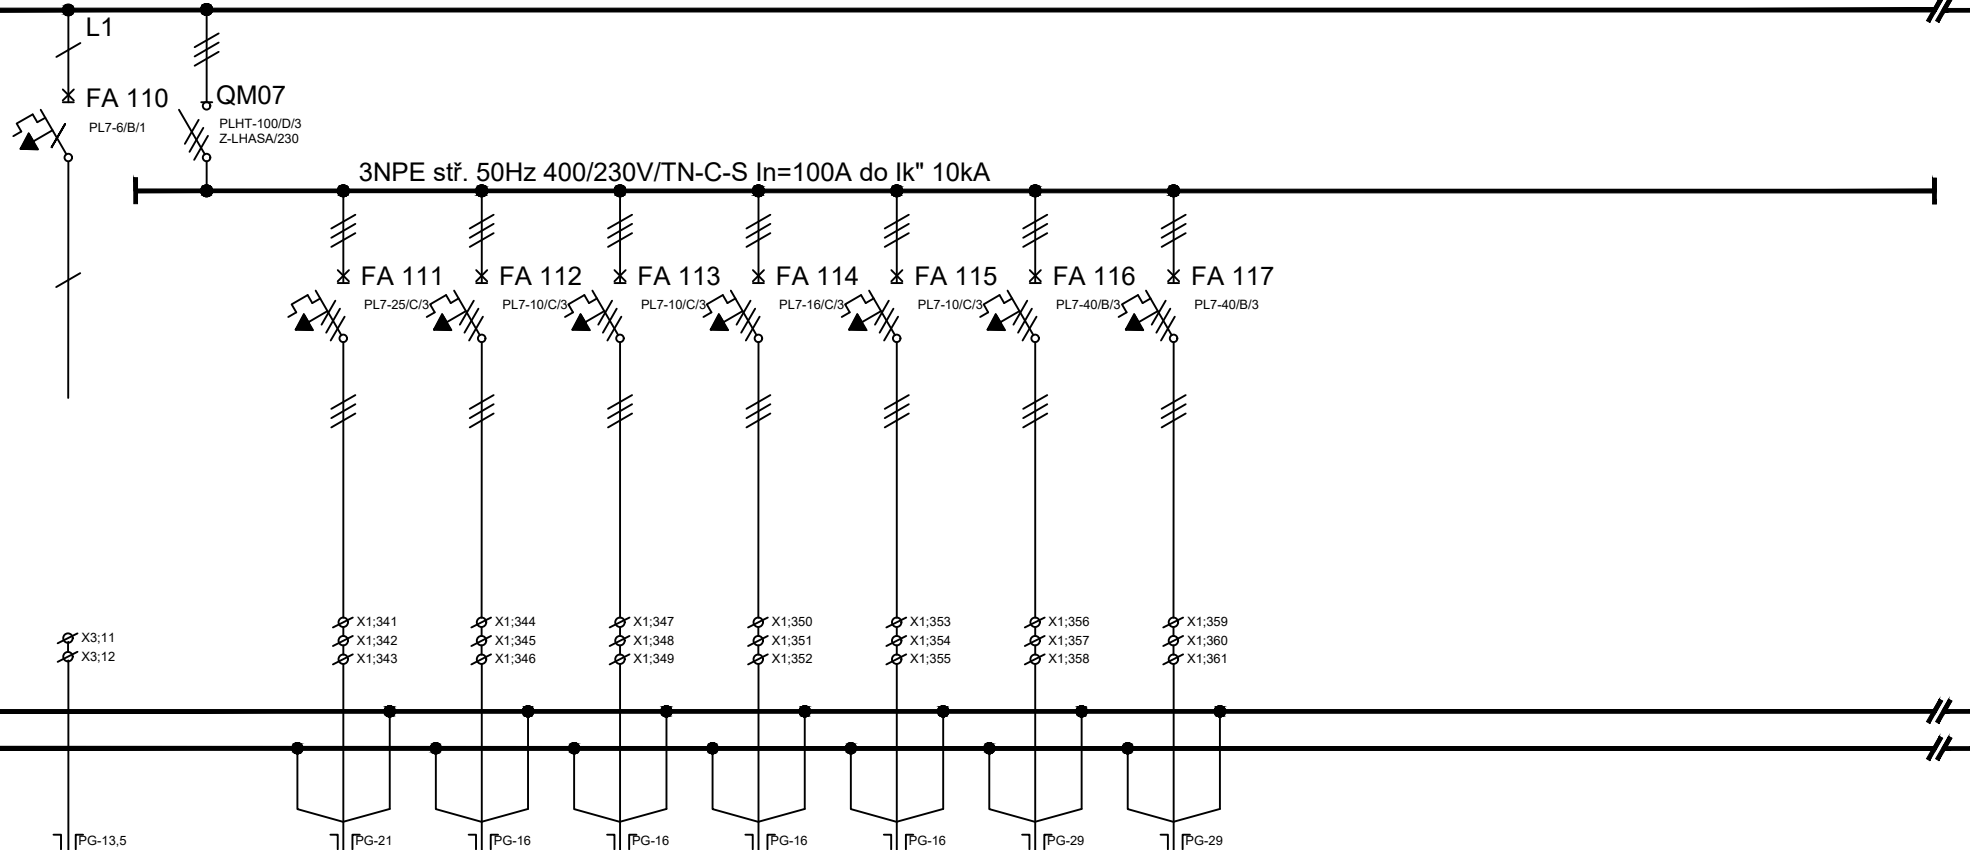 L1
FA 110
PL7-6/B/1
QM07
PLHT-100/D/3
Z-LHASA/230
3NPE stř. 50Hz 400/230V/TN-C-S In=100A do Ik" 10kA
FA 111
PL7-25/C/3
FA 112
PL7-10/C/3
FA 113
PL7-10/C/3
FA 114
PL7-16/C/3
FA 115
PL7-10/C/3
FA 116
PL7-40/B/3
FA 117
PL7-40/B/3
X3;11
X3;12
X1;341
X1;342
X1;343
X1;344
X1;345
X1;346
X1;347
X1;348
X1;349
X1;350
X1;351
X1;352
X1;353
X1;354
X1;355
X1;356
X1;357
X1;358
X1;359
X1;360
X1;361
PG-13,5
PG-21
PG-16
PG-16
PG-16
PG-16
PG-29
PG-29